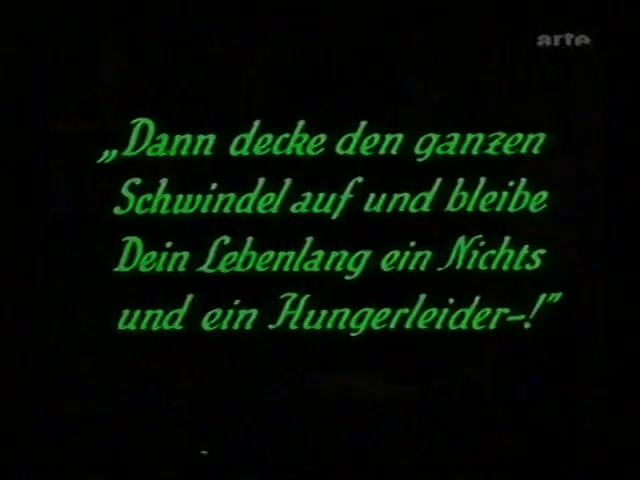 arte
„Dann decke den ganzen
Schwindel auf und bleibe
Dein Lebenlang ein Nichts
und ein Hungerleider-!"